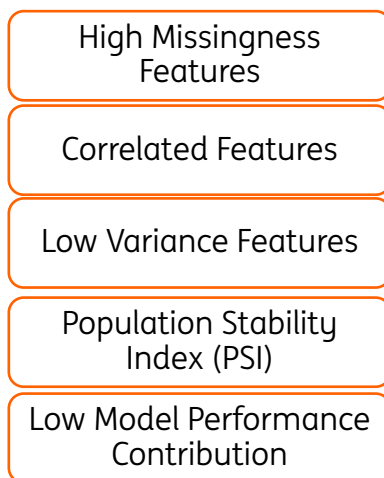 High Missingness
Features
Correlated Features
Low Variance Features
Population Stability
Index (PSI)
Low Model Performance
Contribution